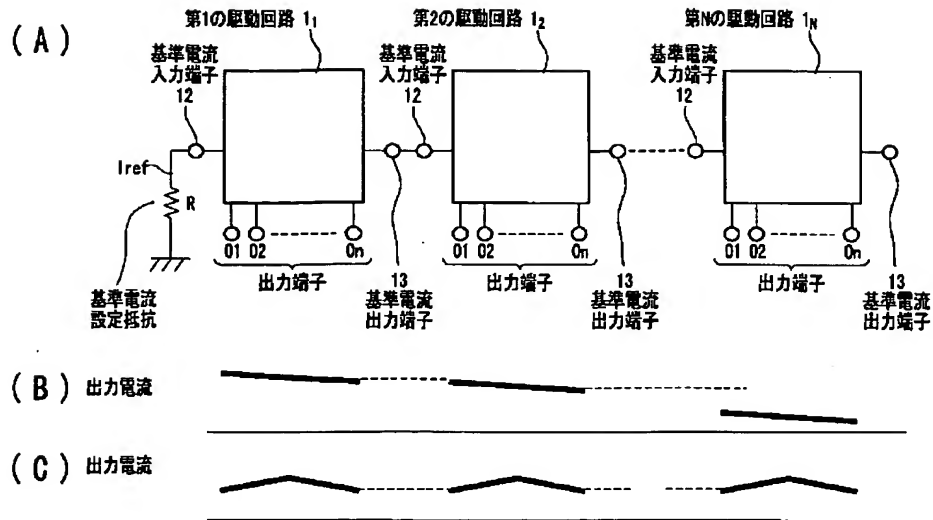 (A)
第1の駆動回路 1₁
第2の駆動回路 1₂
第Nの駆動回路 1N
基準電流
入力端子
12
基準電流
入力端子
12
基準電流
入力端子
12
Iref
R
01 02 0n
01 02 0n
01 02 0n
出力端子
出力端子
出力端子
基準電流
設定抵抗
13
基準電流
出力端子
13
基準電流
出力端子
13
基準電流
出力端子
(B) 出力電流
(C) 出力電流